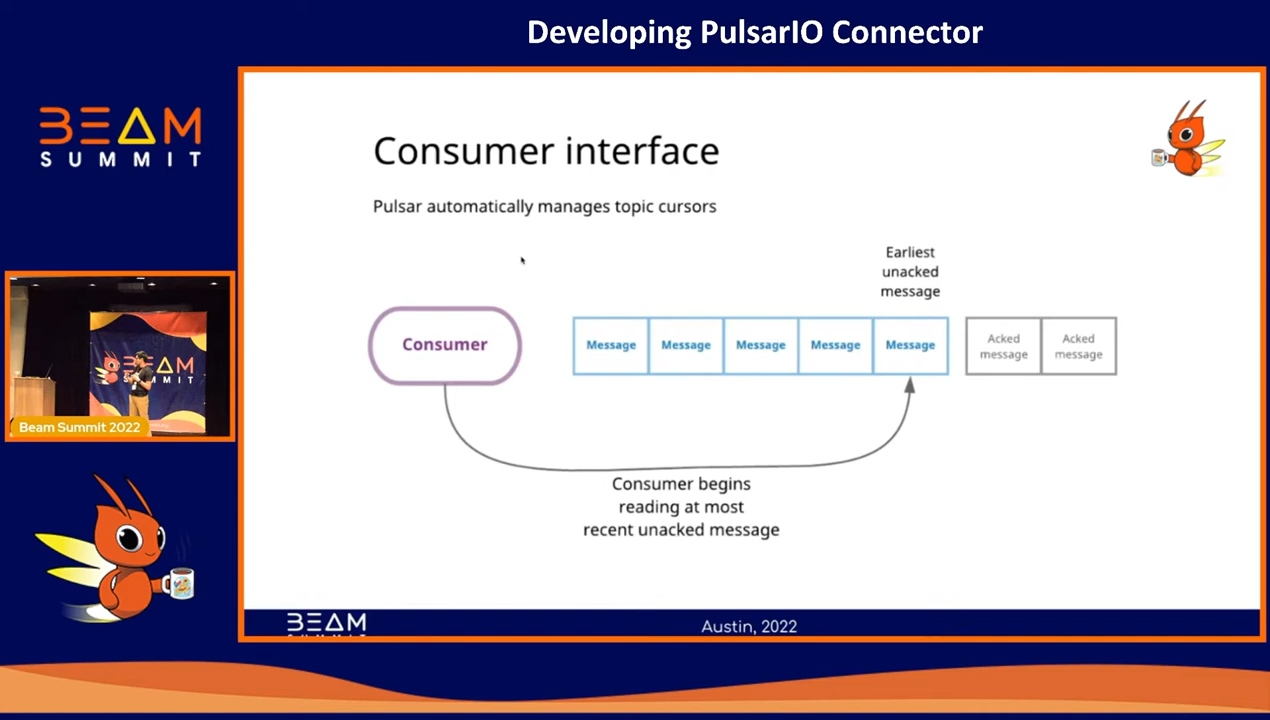 Developing PulsarIO Connector
BEAM
SUMMIT
Consumer interface
Pulsar automatically manages topic cursors
Earliest
unacked
message
Consumer
Message
Message
Message
Message
Message
Acked
message
Acked
message
Consumer begins
reading at most
recent unacked message
BEAM
SUMMIT
Beam Summit 2022
BEAM
Austin, 2022